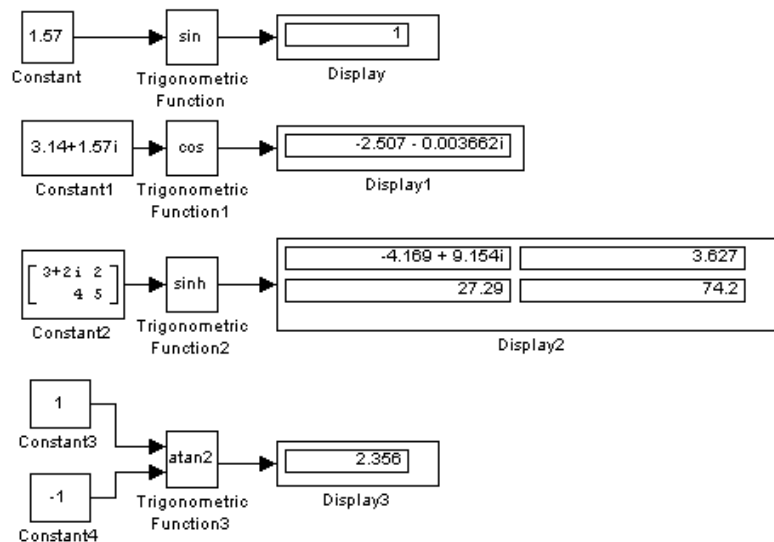 1.57
sin
1
Constant
Trigonometric
Function
Display
3.14+1.57i
cos
-2.507 - 0.003662i
Constant1
Trigonometric
Function1
Display1
3+2i 2
4 5
sinh
-4.169 + 9.154i
3.627
27.29
74.2
Constant2
Trigonometric
Function2
Display2
1
Constant3
atan2
2.356
-1
Constant4
Trigonometric
Function3
Display3